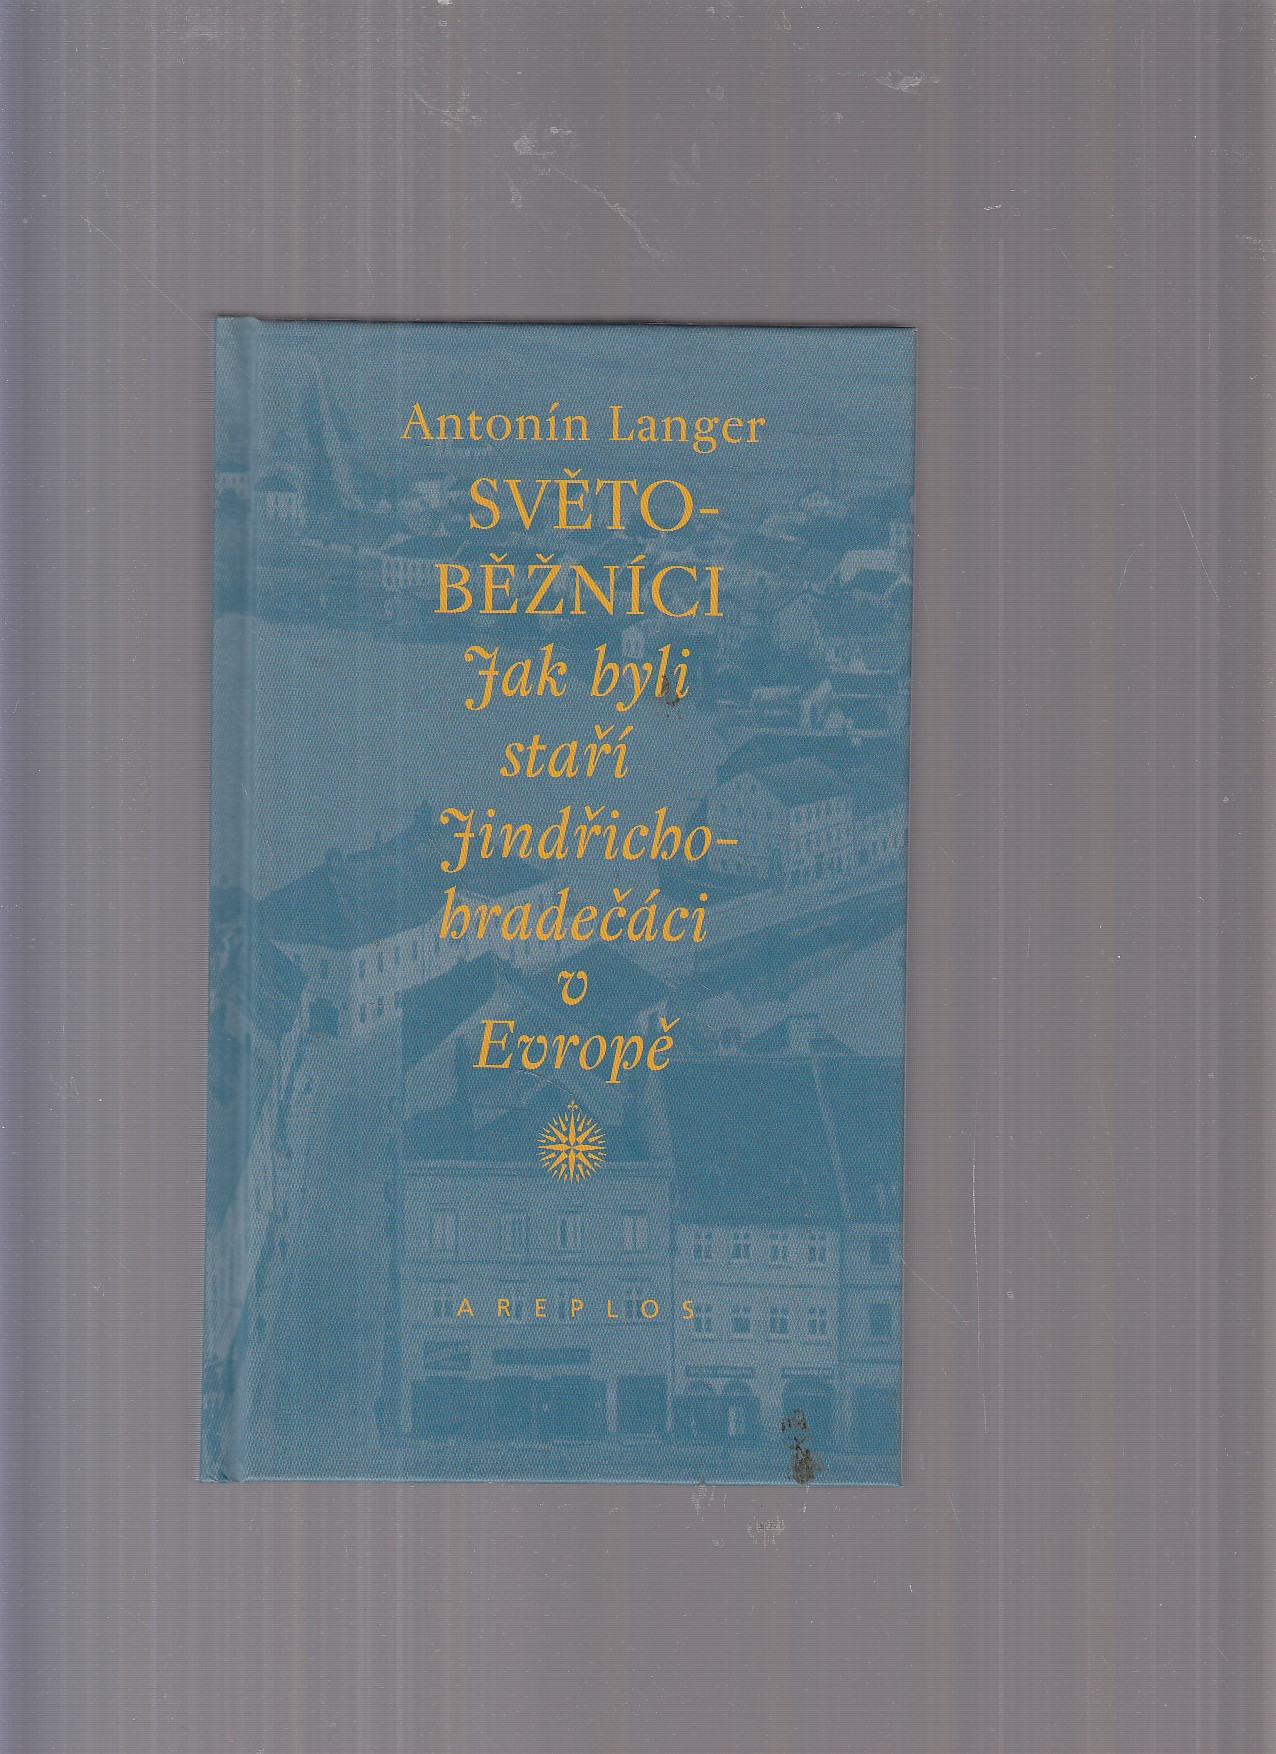 Antonín Langer
SVĚTO-
BĚŽNÍCI
Jak byli
staří
Jindřicho-
hradečáci
v
Evropě
AREPLOS